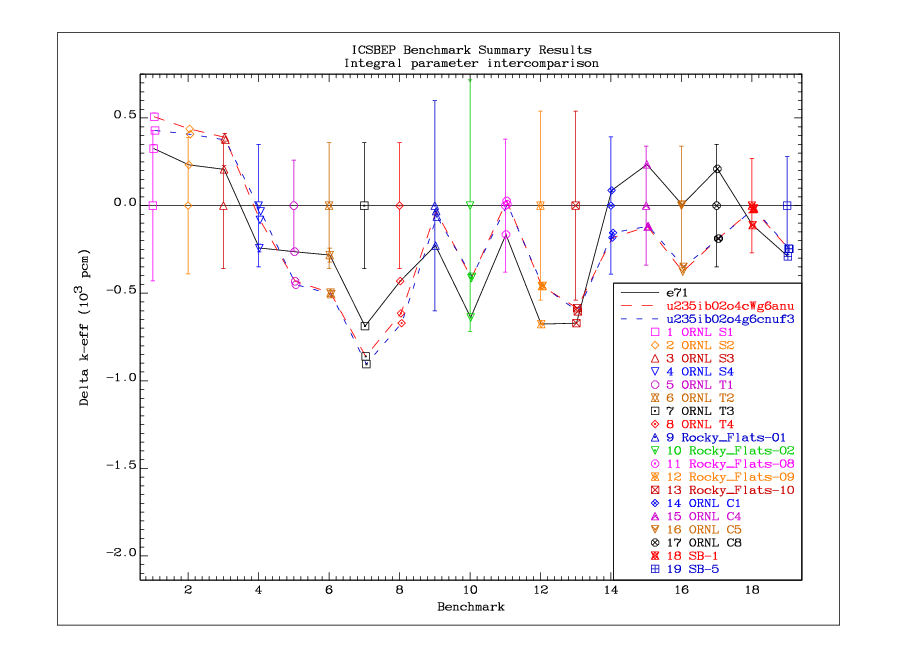 ICSBEP Benchmark Summary Results
Integral parameter intercomparison
0.5
0.0
−0.5
−1.0
−1.5
−2.0
Delta k−eff (10³ pcm)
2 4 6 8 10 12 14 16 18
Benchmark
e71
u235ib02o4cWg6anu
u235ib02o4g6cnuf3
1 ORNL S1
2 ORNL S2
3 ORNL S3
4 ORNL S4
5 ORNL T1
6 ORNL T2
7 ORNL T3
8 ORNL T4
9 Rocky_Flats−01
10 Rocky_Flats−02
11 Rocky_Flats−08
12 Rocky_Flats−09
13 Rocky_Flats−10
14 ORNL C1
15 ORNL C4
16 ORNL C5
17 ORNL C8
18 SB−1
19 SB−5